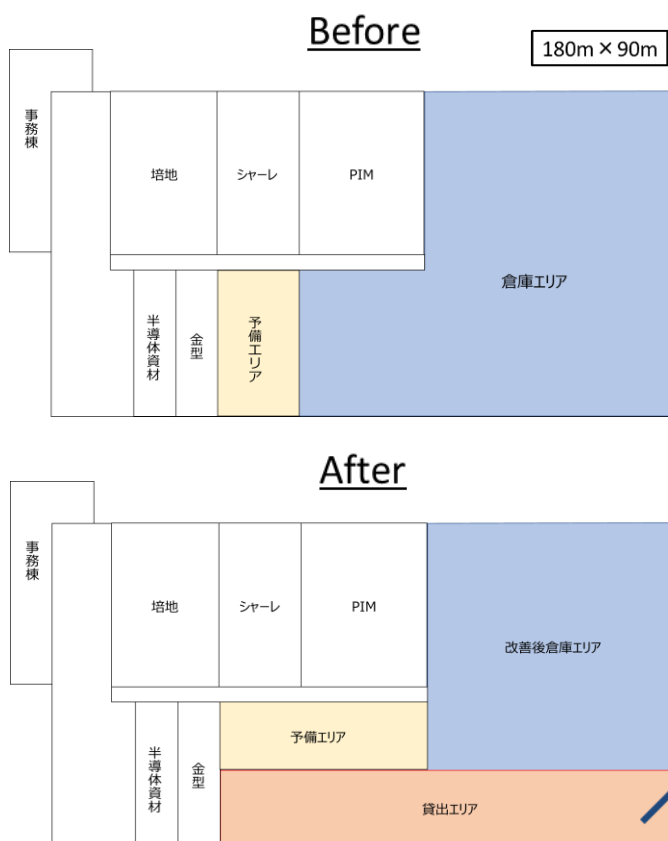 Before
180m×90m
事務棟
培地
シャーレ
PIM
倉庫エリア
半導体資材
金型
予備エリア
After
事務棟
培地
シャーレ
PIM
改善後倉庫エリア
予備エリア
半導体資材
金型
貸出エリア